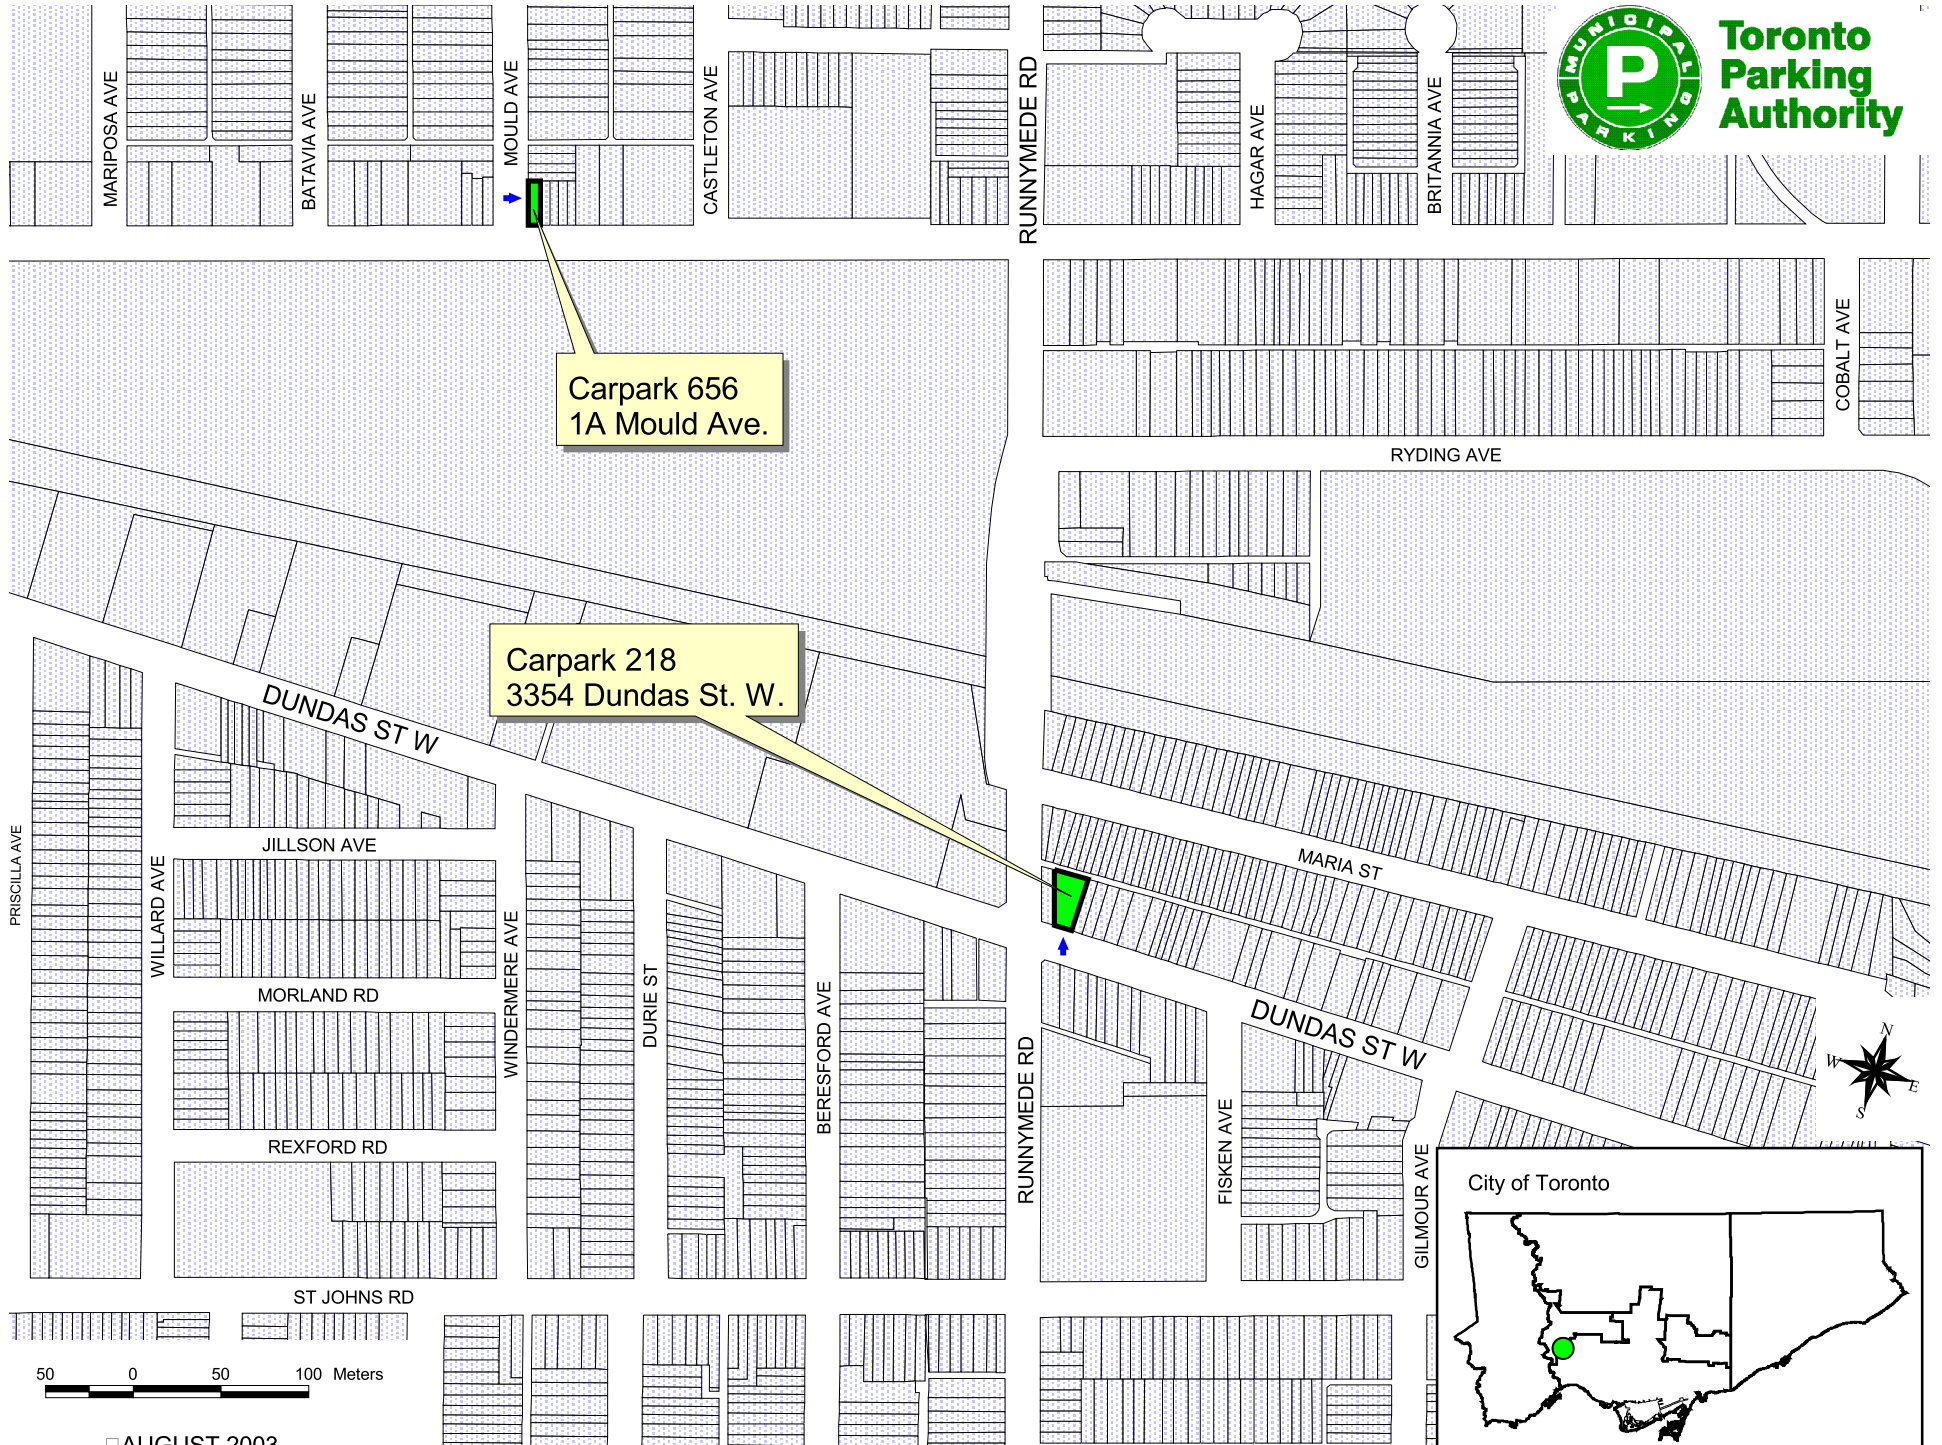 MUNICIPAL
P
PARKING
Toronto
Parking
Authority
MARIPOSA AVE
BATAVIA AVE
MOULD AVE
CASTLETON AVE
RUNNYMEDE RD
HAGAR AVE
BRITANNIA AVE
COBALT AVE
Carpark 656
1A Mould Ave.
RYDING AVE
Carpark 218
3354 Dundas St. W.
DUNDAS ST W
PRISCILLA AVE
WILLARD AVE
JILLSON AVE
MARIA ST
WINDERMERE AVE
DURIE ST
BERESFORD AVE
MORLAND RD
DUNDAS ST W
RUNNYMEDE RD
FISKEN AVE
GILMOUR AVE
REXFORD RD
N
W
E
S
City of Toronto
ST JOHNS RD
50 0 50 100 Meters
AUGUST 2003